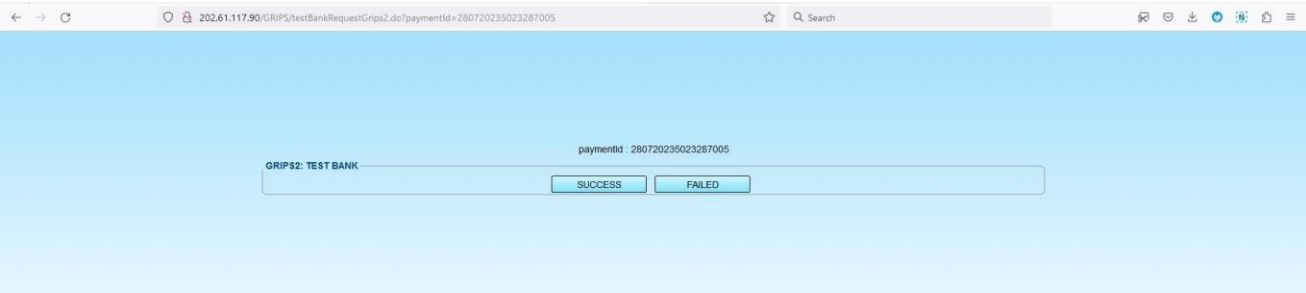 202.61.117.90/GRIPS/testBankRequestGrips2.do?paymentId=280720235023287005
Search
paymentId : 280720235023287005
GRIPS2: TEST BANK
SUCCESS FAILED